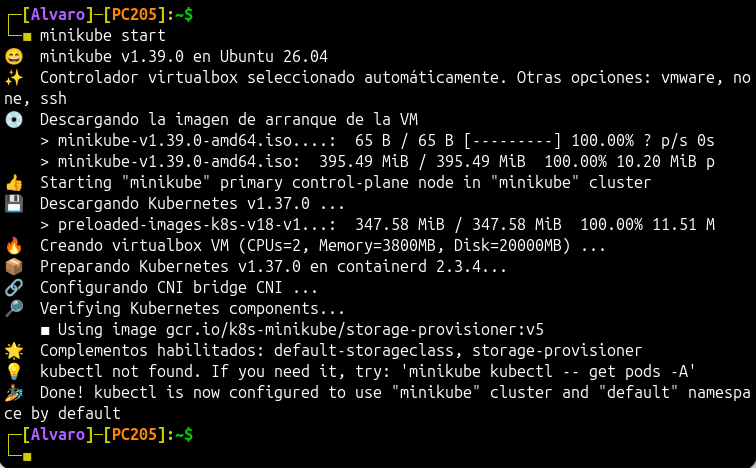 ┌─[Alvaro]─[PC205]:~$
└─■ minikube start
😄  minikube v1.39.0 en Ubuntu 26.04
✨  Controlador virtualbox seleccionado automáticamente. Otras opciones: vmware, no
ne, ssh
💿  Descargando la imagen de arranque de la VM
    > minikube-v1.39.0-amd64.iso....:  65 B / 65 B [---------] 100.00% ? p/s 0s
    > minikube-v1.39.0-amd64.iso:  395.49 MiB / 395.49 MiB  100.00% 10.20 MiB p
👍  Starting "minikube" primary control-plane node in "minikube" cluster
💾  Descargando Kubernetes v1.37.0 ...
    > preloaded-images-k8s-v18-v1...:  347.58 MiB / 347.58 MiB  100.00% 11.51 M
🔥  Creando virtualbox VM (CPUs=2, Memory=3800MB, Disk=20000MB) ...
📦  Preparando Kubernetes v1.37.0 en containerd 2.3.4...
🔗  Configurando CNI bridge CNI ...
🔎  Verifying Kubernetes components...
    ■ Using image gcr.io/k8s-minikube/storage-provisioner:v5
🌟  Complementos habilitados: default-storageclass, storage-provisioner
💡  kubectl not found. If you need it, try: 'minikube kubectl -- get pods -A'
🏄  Done! kubectl is now configured to use "minikube" cluster and "default" namespa
ce by default
┌─[Alvaro]─[PC205]:~$
└─■